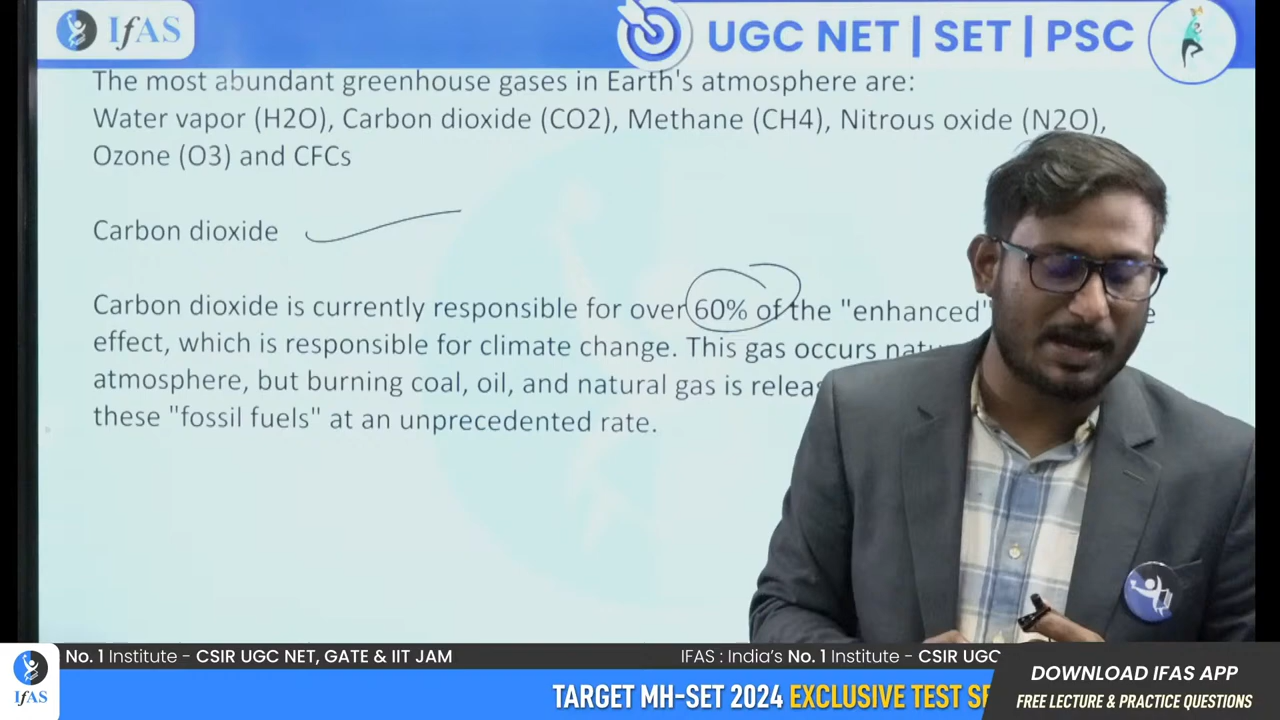 IfAS
UGC NET | SET | PSC
The most abundant greenhouse gases in Earth's atmosphere are:
Water vapor (H2O), Carbon dioxide (CO2), Methane (CH4), Nitrous oxide (N2O),
Ozone (O3) and CFCs
Carbon dioxide
Carbon dioxide is currently responsible for over 60% of the "enhanced"
effect, which is responsible for climate change. This gas occurs
atmosphere, but burning coal, oil, and natural gas is
these "fossil fuels" at an unprecedented rate.
No. 1 Institute - CSIR UGC NET, GATE & IIT JAM
IFAS : India's No. 1 Institute - CSIR UGC
IfAS
TARGET MH-SET 2024 EXCLUSIVE TEST
DOWNLOAD IFAS APP
FREE LECTURE & PRACTICE QUESTIONS